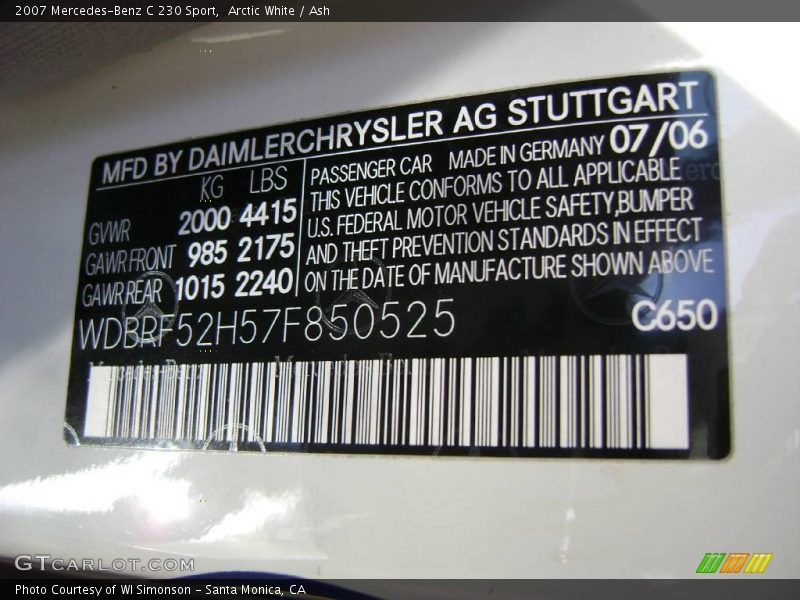 2007 Mercedes-Benz C 230 Sport, Arctic White / Ash
MFD BY DAIMLERCHRYSLER AG STUTTGART
KG LBS
GVWR 2000 4415
GAWR FRONT 985 2175
GAWR REAR 1015 2240
PASSENGER CAR MADE IN GERMANY 07/06
THIS VEHICLE CONFORMS TO ALL APPLICABLE
U.S. FEDERAL MOTOR VEHICLE SAFETY, BUMPER
AND THEFT PREVENTION STANDARDS IN EFFECT
ON THE DATE OF MANUFACTURE SHOWN ABOVE
WDBRF52H57F850525 C650
GTCARLOT.COM
Photo Courtesy of WI Simonson - Santa Monica, CA